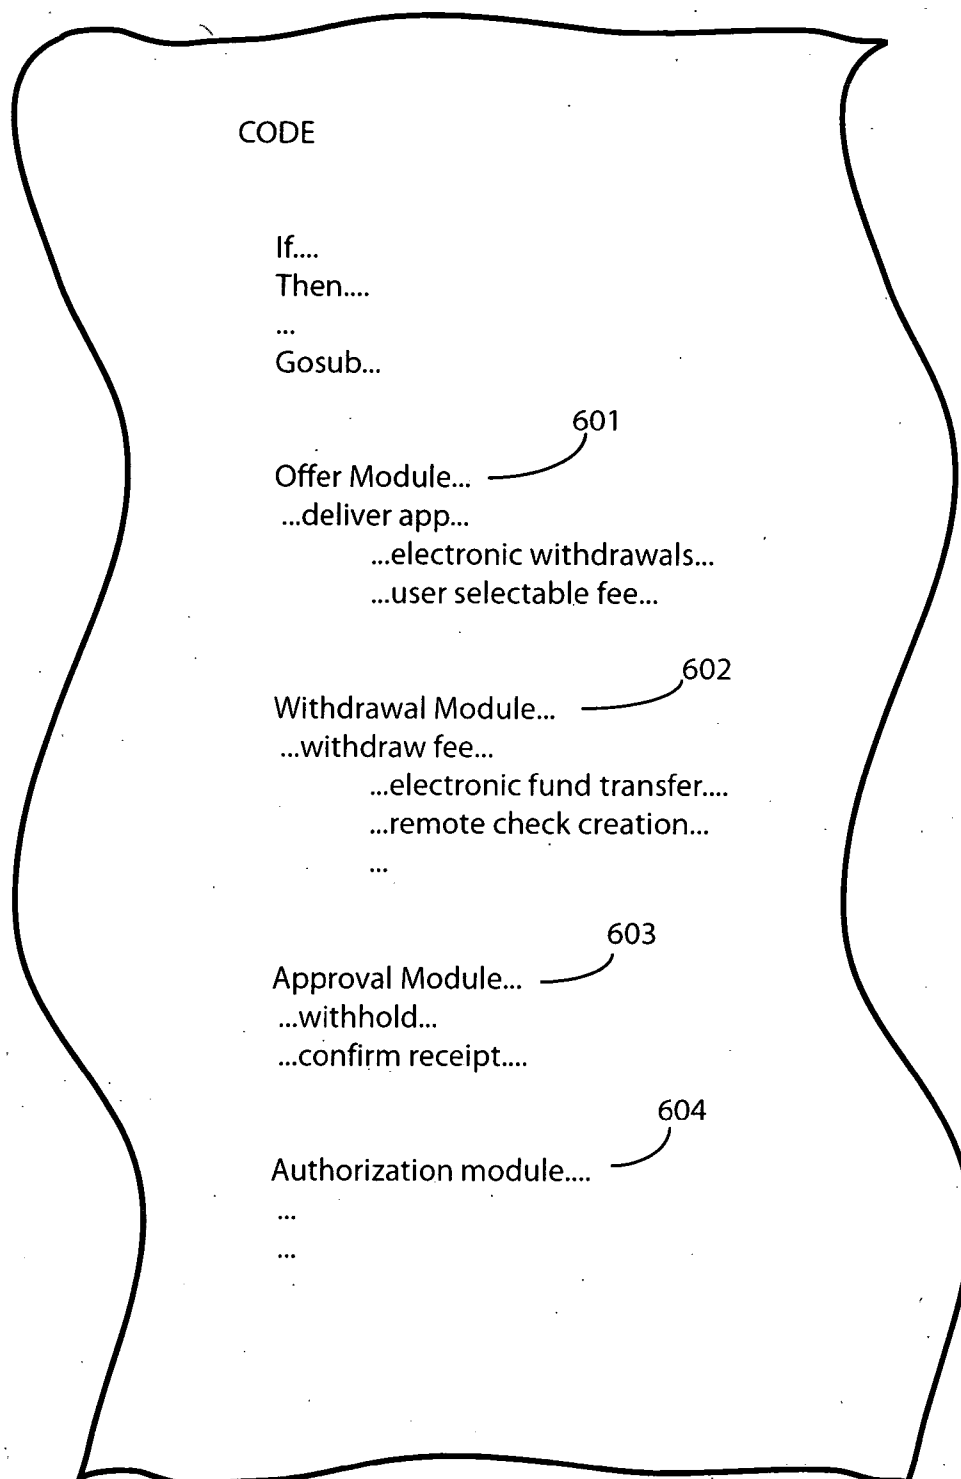 CODE
If....
Then....
...
Gosub...
601
Offer Module...
...deliver app...
...electronic withdrawals...
...user selectable fee...
602
Withdrawal Module...
...withdraw fee...
...electronic fund transfer....
...remote check creation...
...
603
Approval Module...
...withhold...
...confirm receipt....
604
Authorization module....
...
...